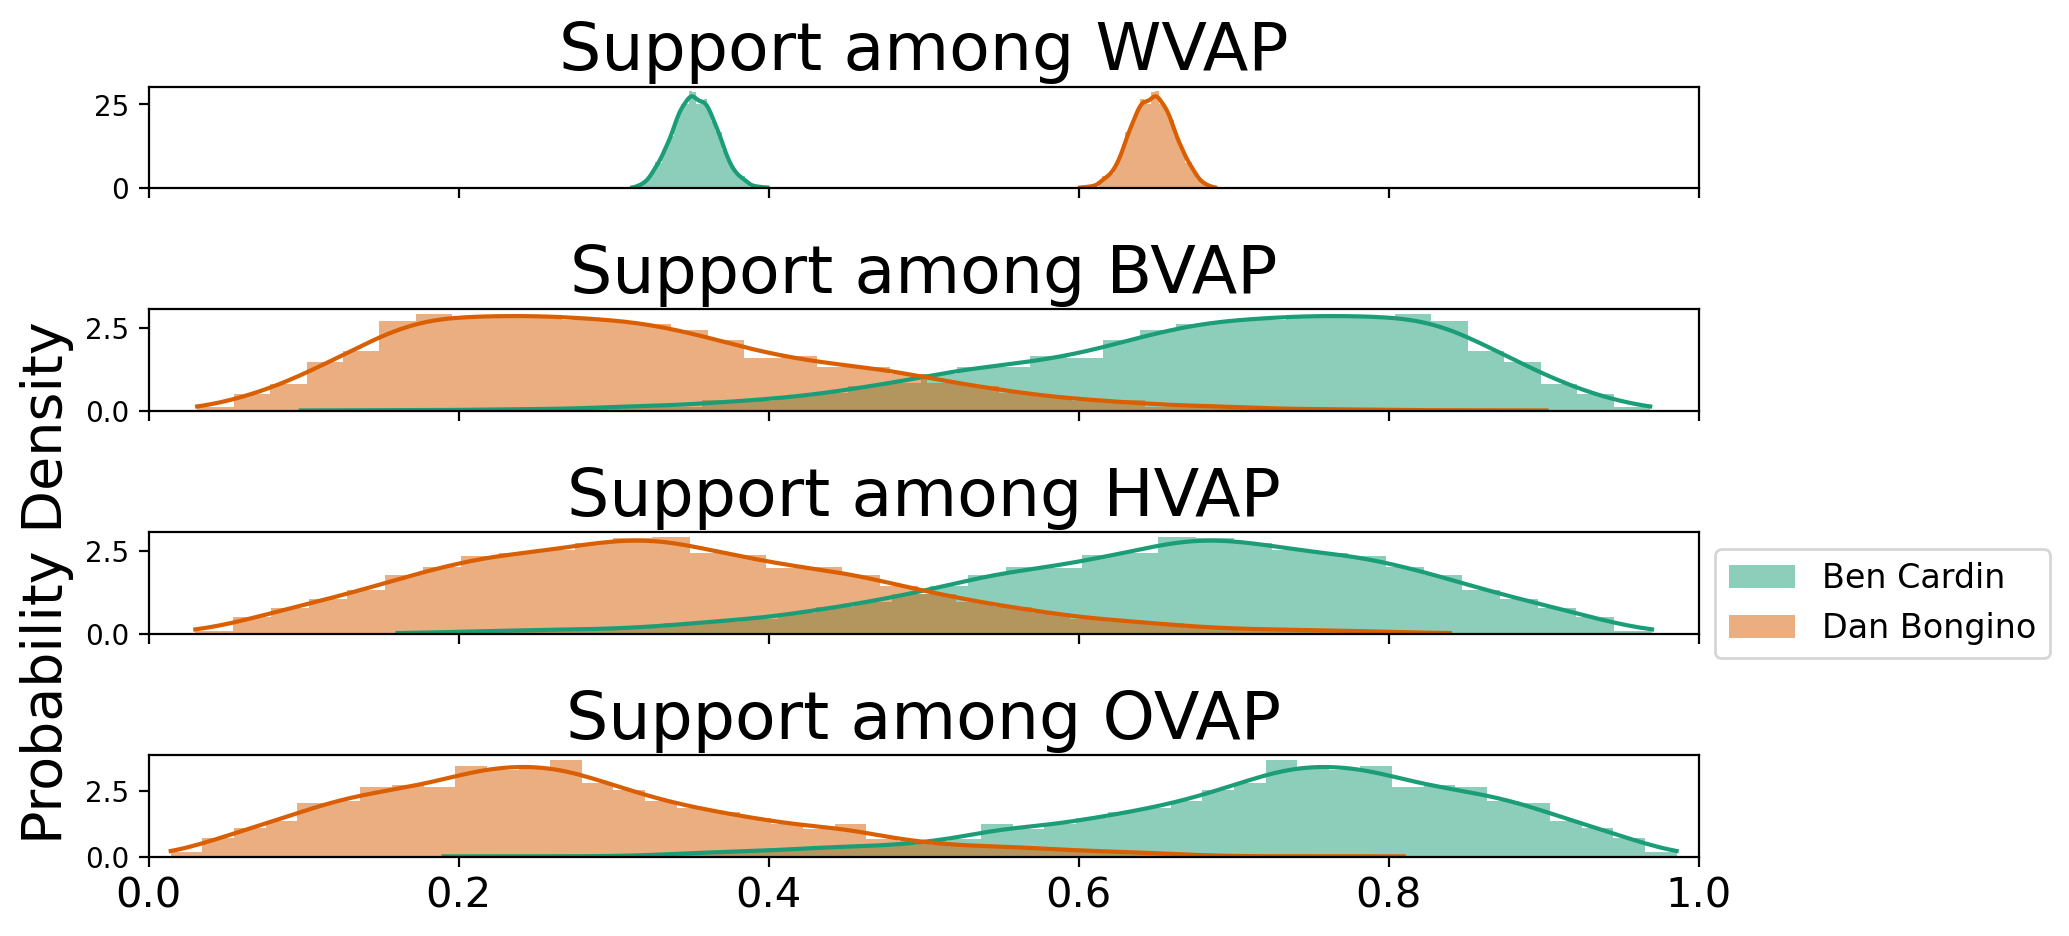 Support among WVAP
25
0
Support among BVAP
2.5
0.0
Support among HVAP
2.5
0.0
Support among OVAP
2.5
0.0
0.0 0.2 0.4 0.6 0.8 1.0
Probability Density
Ben Cardin
Dan Bongino